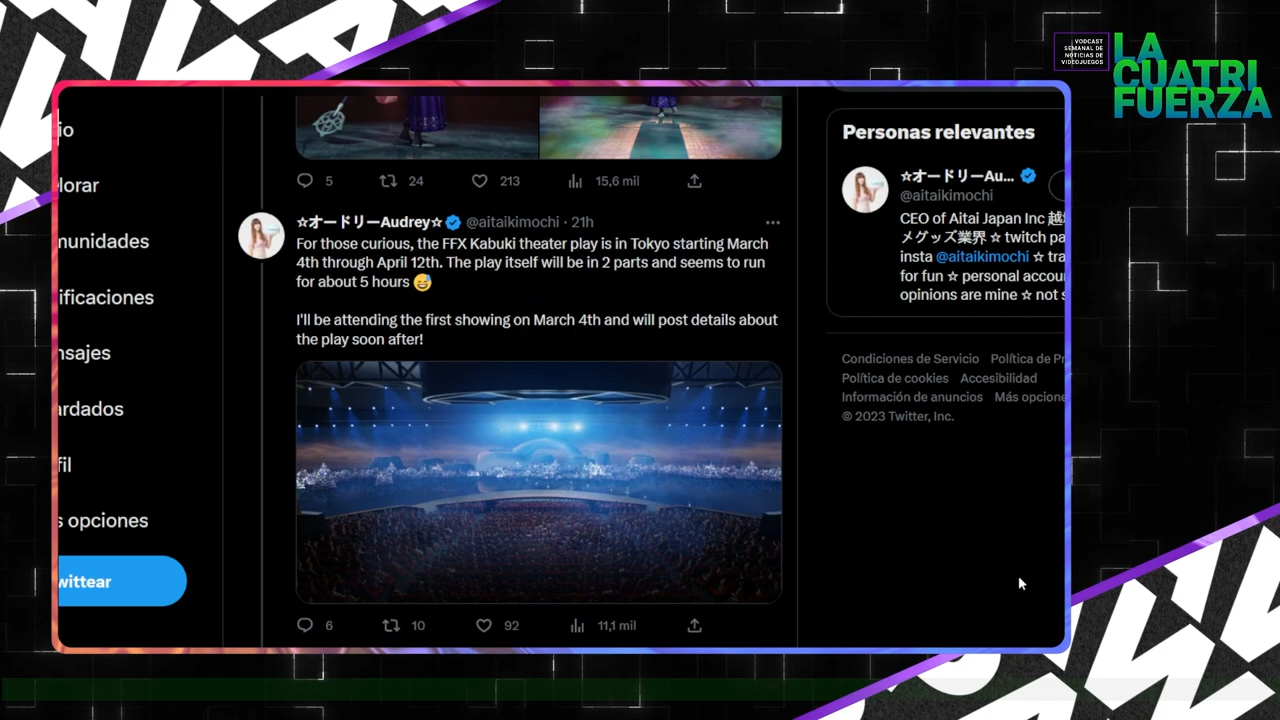 VODCAST
SEMANAL DE
NOTICIAS DE
VIDEOJUEGOS
LA
CUATRI
FUERZA
io
lorar
munidades
ificaciones
nsajes
ardados
fil
s opciones
wittear
5 24 213 15,6 mil
☆オードリーAudrey☆ @aitaikimochi · 21h
For those curious, the FFX Kabuki theater play is in Tokyo starting March
4th through April 12th. The play itself will be in 2 parts and seems to run
for about 5 hours 😅
I'll be attending the first showing on March 4th and will post details about
the play soon after!
6 10 92 11,1 mil
Personas relevantes
☆オードリーAu...
@aitaikimochi
CEO of Aitai Japan Inc 越
メグッズ業界 ☆ twitch pa
insta @aitaikimochi ☆ tra
for fun ☆ personal accou
opinions are mine ☆ not s
Condiciones de Servicio Política de Pr
Política de cookies Accesibilidad
Información de anuncios Más opcione
© 2023 Twitter, Inc.